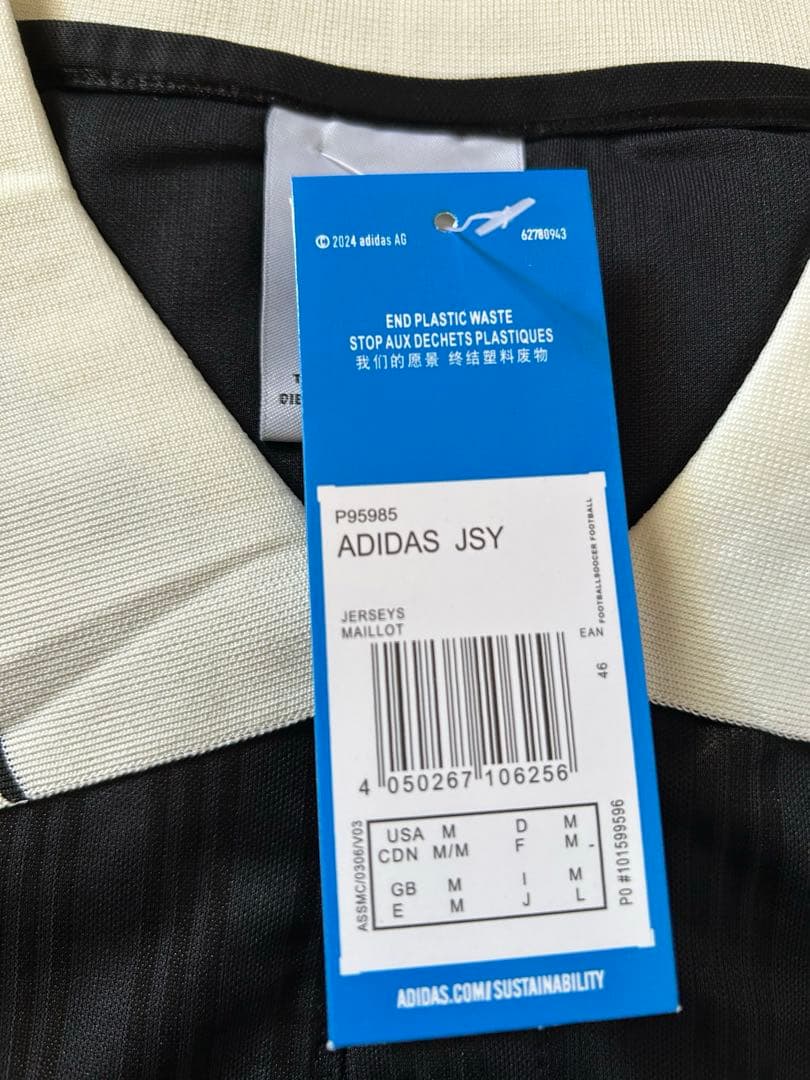 © 2024 adidas AG
62780943
END PLASTIC WASTE
STOP AUX DECHETS PLASTIQUES
我们的愿景 终结塑料废物
DIE
P95985
ADIDAS JSY
FOOTBALLSOCCER FOOTBALL
JERSEYS
MAILLOT
EAN
46
4 050267 106256
ASSMC/0306/V03
USA M D M
CDN M/M F M -
GB M I M
E M J L
PO #101599596
ADIDAS.COM/SUSTAINABILITY